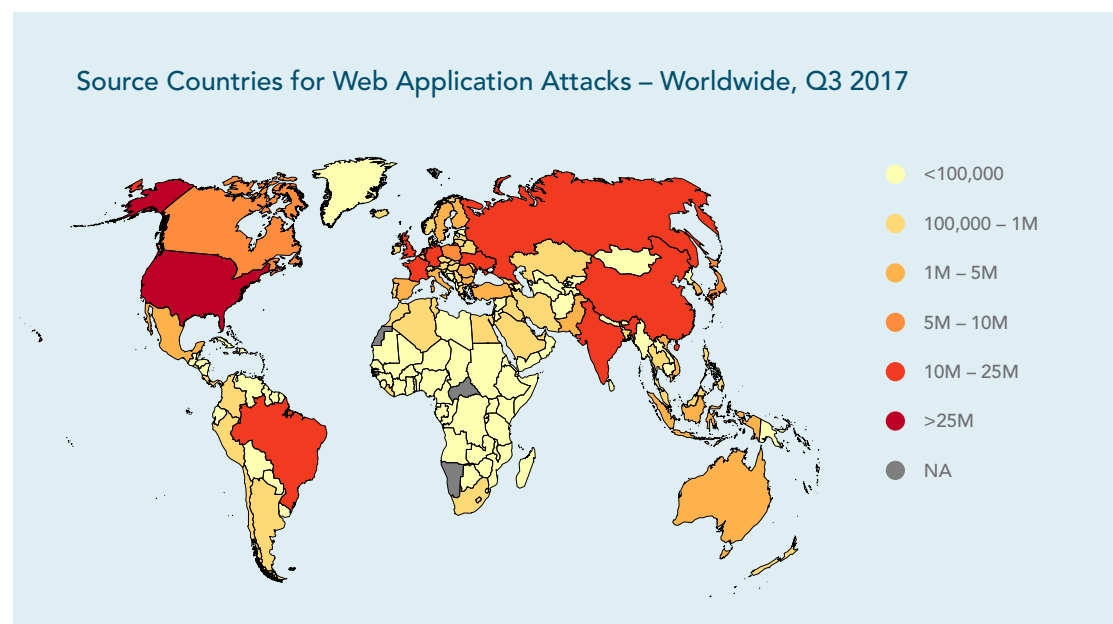 Source Countries for Web Application Attacks – Worldwide, Q3 2017
<100,000
100,000 – 1M
1M – 5M
5M – 10M
10M – 25M
>25M
NA